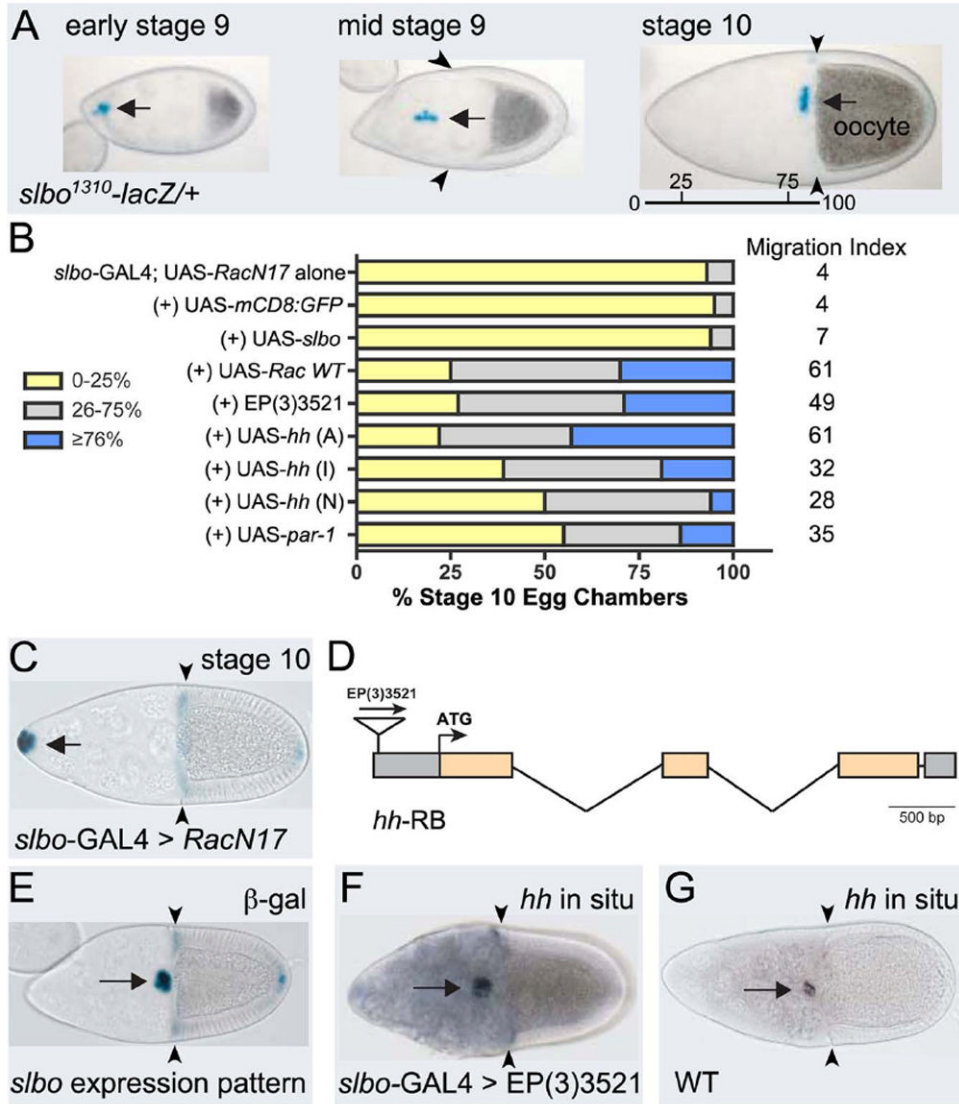 A
early stage 9
mid stage 9
stage 10
oocyte
slbo1310-lacZ/+
25
75
0
100
B
Migration Index
slbo-GAL4; UAS-RacN17 alone
4
(+) UAS-mCD8:GFP
4
(+) UAS-slbo
7
(+) UAS-Rac WT
61
(+) EP(3)3521
49
(+) UAS-hh (A)
61
(+) UAS-hh (I)
32
(+) UAS-hh (N)
28
(+) UAS-par-1
35
0-25%
26-75%
≥76%
0
25
50
75
100
% Stage 10 Egg Chambers
C
stage 10
slbo-GAL4 > RacN17
D
EP(3)3521
ATG
hh-RB
500 bp
E
β-gal
slbo expression pattern
F
hh in situ
slbo-GAL4 > EP(3)3521
G
hh in situ
WT